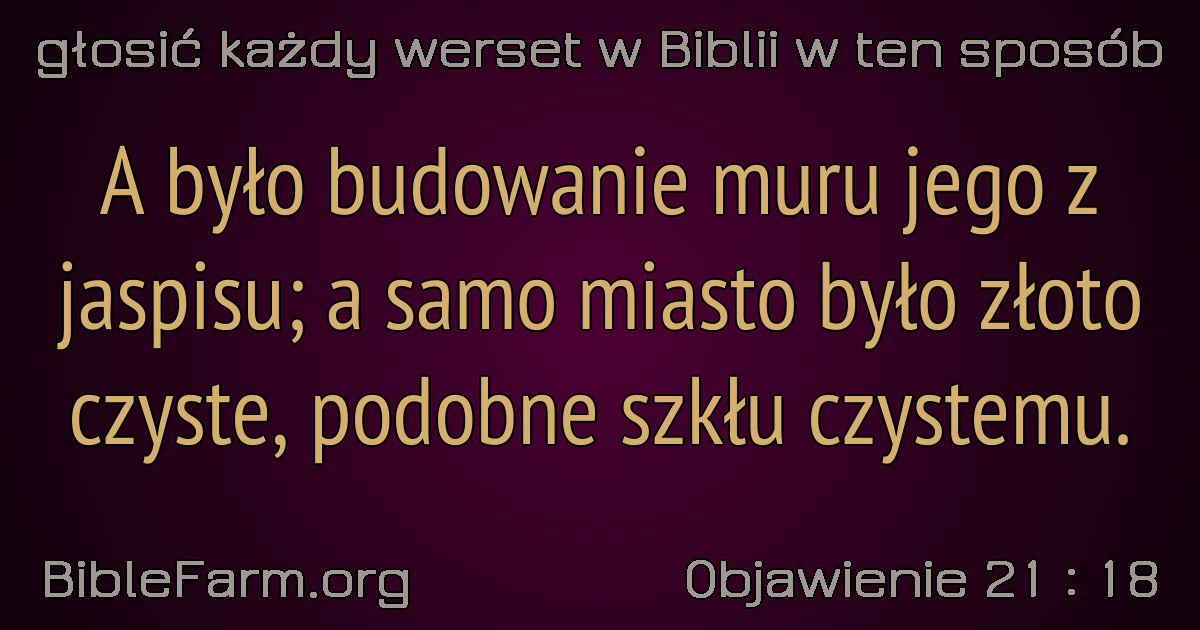 głosić każdy werset w Biblii w ten sposób
A było budowanie muru jego z
jaspisu; a samo miasto było złoto
czyste, podobne szkłu czystemu.
BibleFarm.org
Objawienie 21 : 18